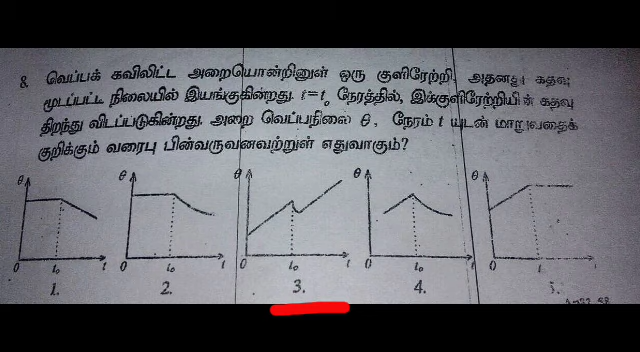 8. வெப்பக் கவிலிட்ட அறையொன்றினுள் ஒரு குளிரேற்றி அதனது கதவு
மூடப்பட்ட நிலையில் இயங்குகின்றது. t=t₀ நேரத்தில், இக்குளிரேற்றியின் கதவு
திறந்து விடப்படுகின்றது. அறை வெப்பநிலை θ, நேரம் t யுடன் மாறுவதைக்
குறிக்கும் வரைபு பின்வருவனவற்றுள் எதுவாகும்?
θ θ θ θ θ
0 t₀ t 0 t₀ t 0 t₀ t 0 t₀ t 0 t
1. 2. 3. 4. 5.